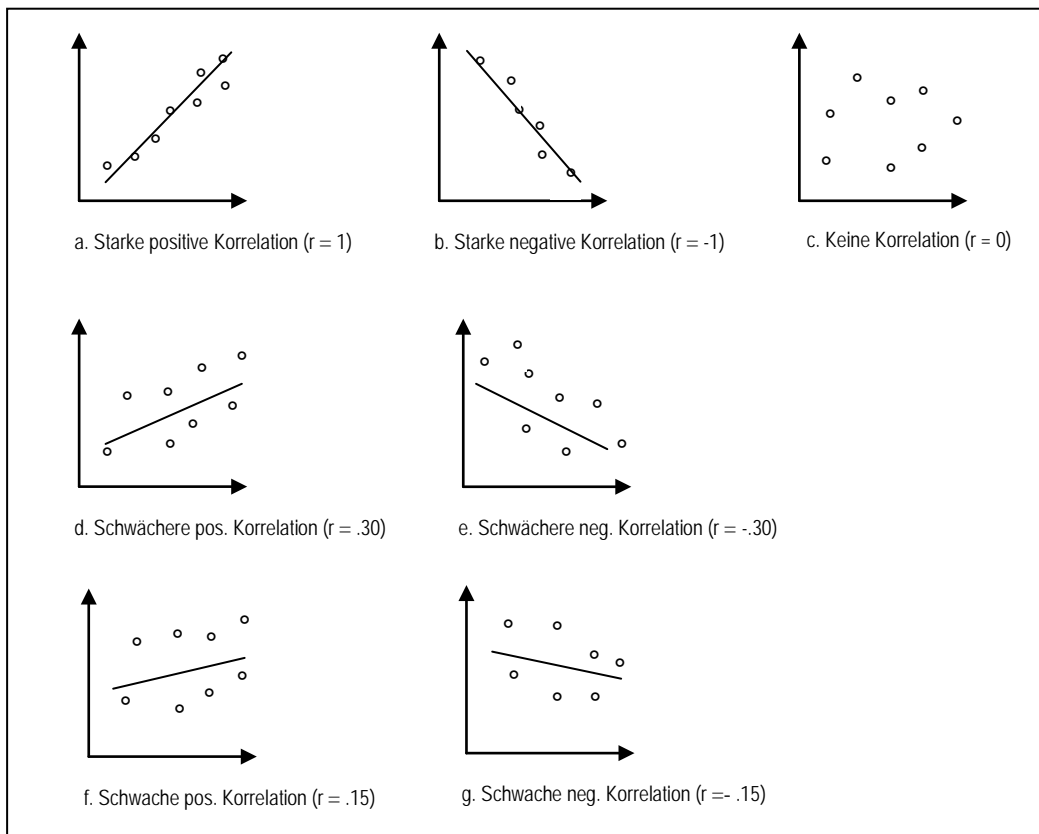 a. Starke positive Korrelation (r = 1)
b. Starke negative Korrelation (r = -1)
c. Keine Korrelation (r = 0)
d. Schwächere pos. Korrelation (r = .30)
e. Schwächere neg. Korrelation (r = -.30)
f. Schwache pos. Korrelation (r = .15)
g. Schwache neg. Korrelation (r =- .15)